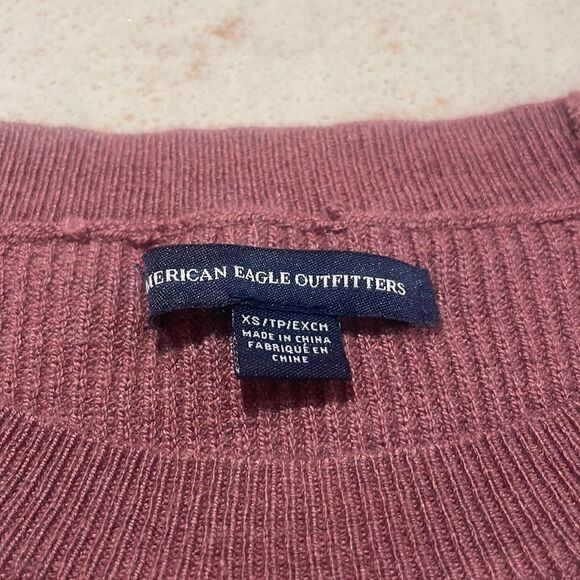 MERICAN EAGLE OUTFITTERS
XS/TP/EXCH
MADE IN CHINA
FABRIQUÉ EN
CHINE